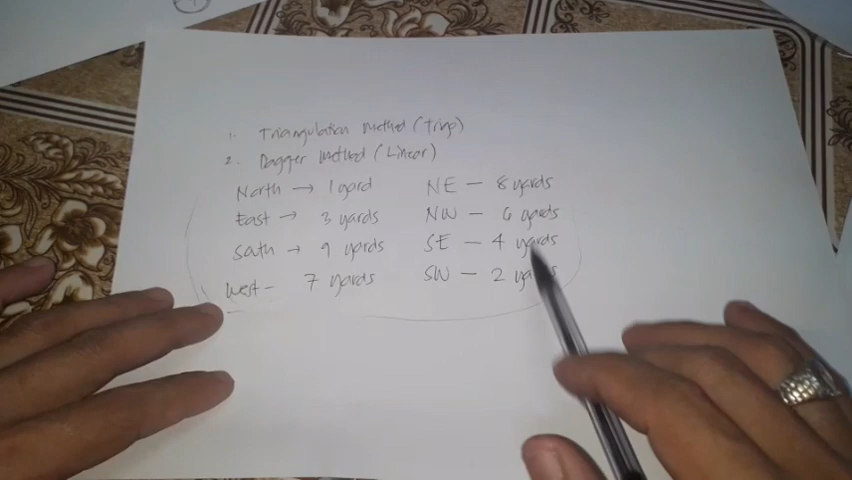 1. Triangulation method (Trip)
2. Dagger method (Linear)
North → 1 yard NE — 8 yards
East → 3 yards NW — 6 yards
South → 9 yards SE — 4 yards
West - 7 yards SW — 2 yards